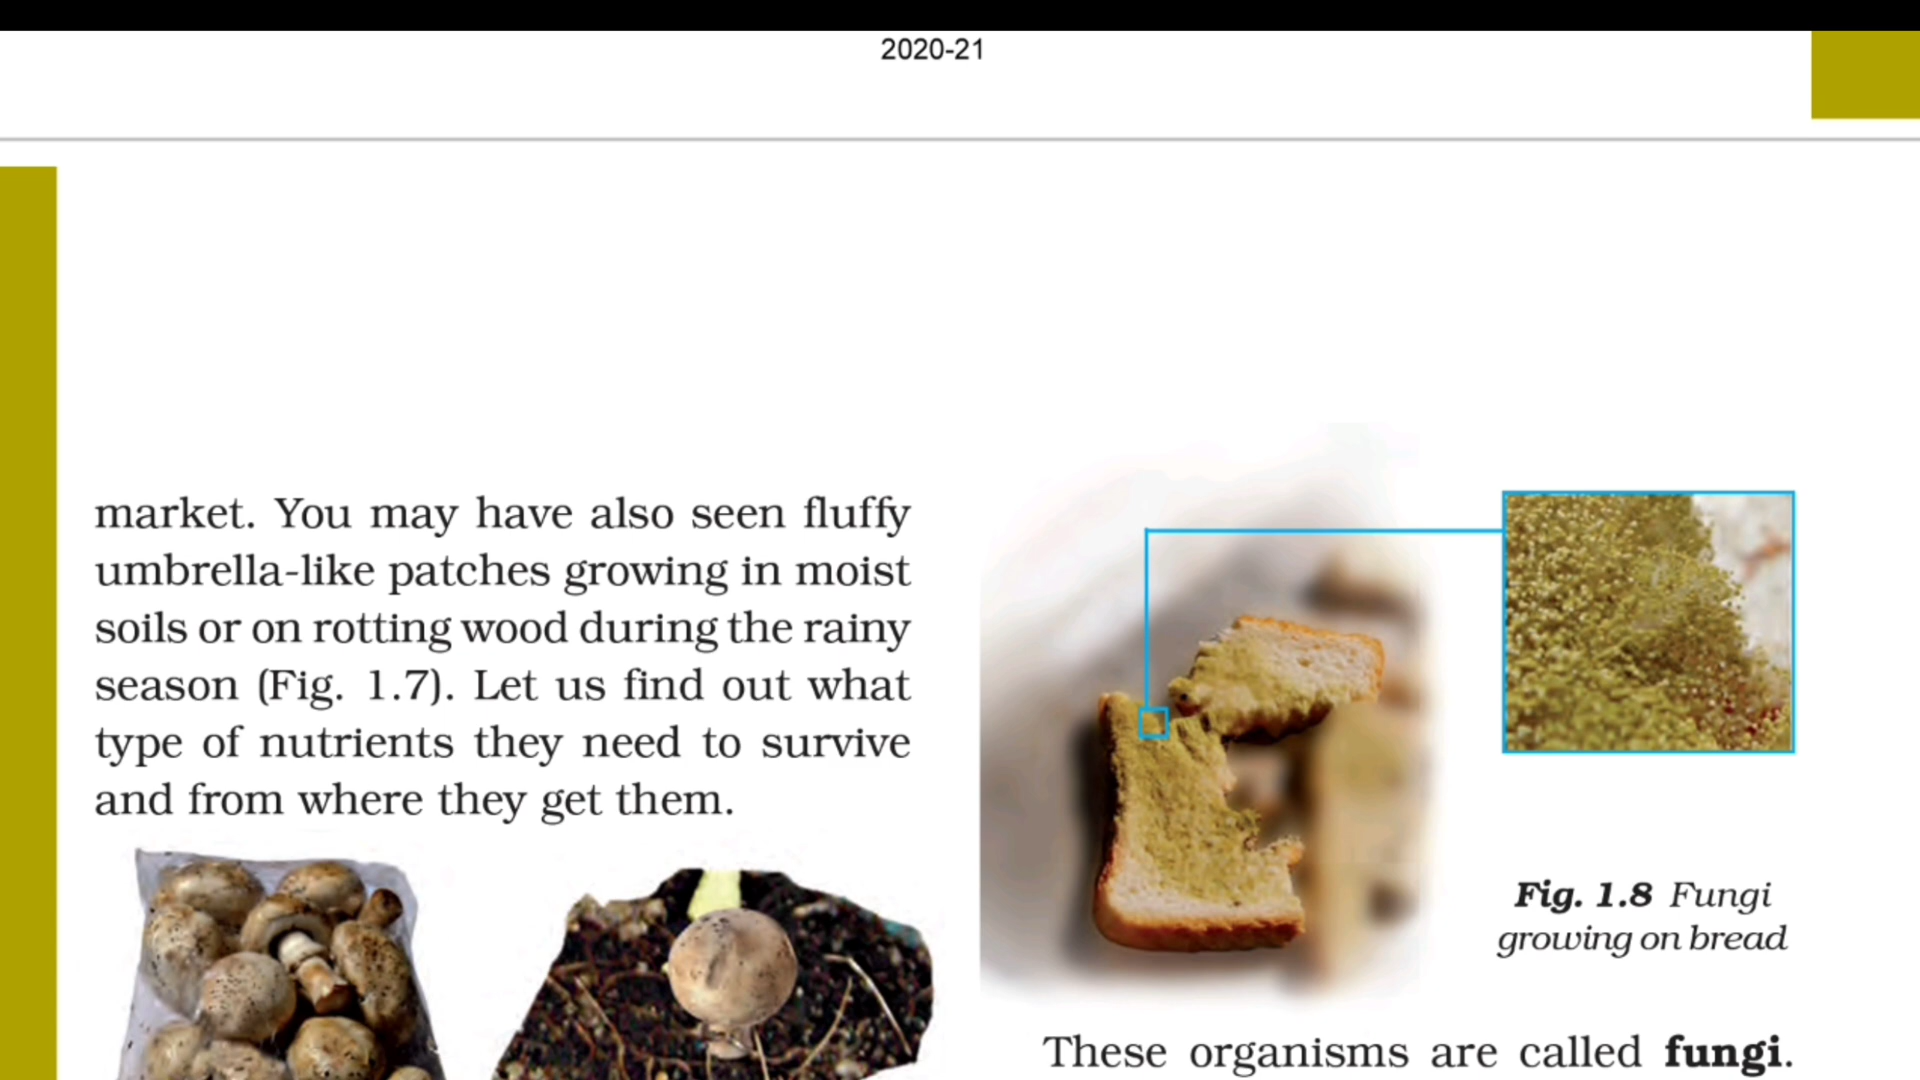 2020-21
market. You may have also seen fluffy
umbrella-like patches growing in moist
soils or on rotting wood during the rainy
season (Fig. 1.7). Let us find out what
type of nutrients they need to survive
and from where they get them.
Fig. 1.8 Fungi
growing on bread
These organisms are called fungi.